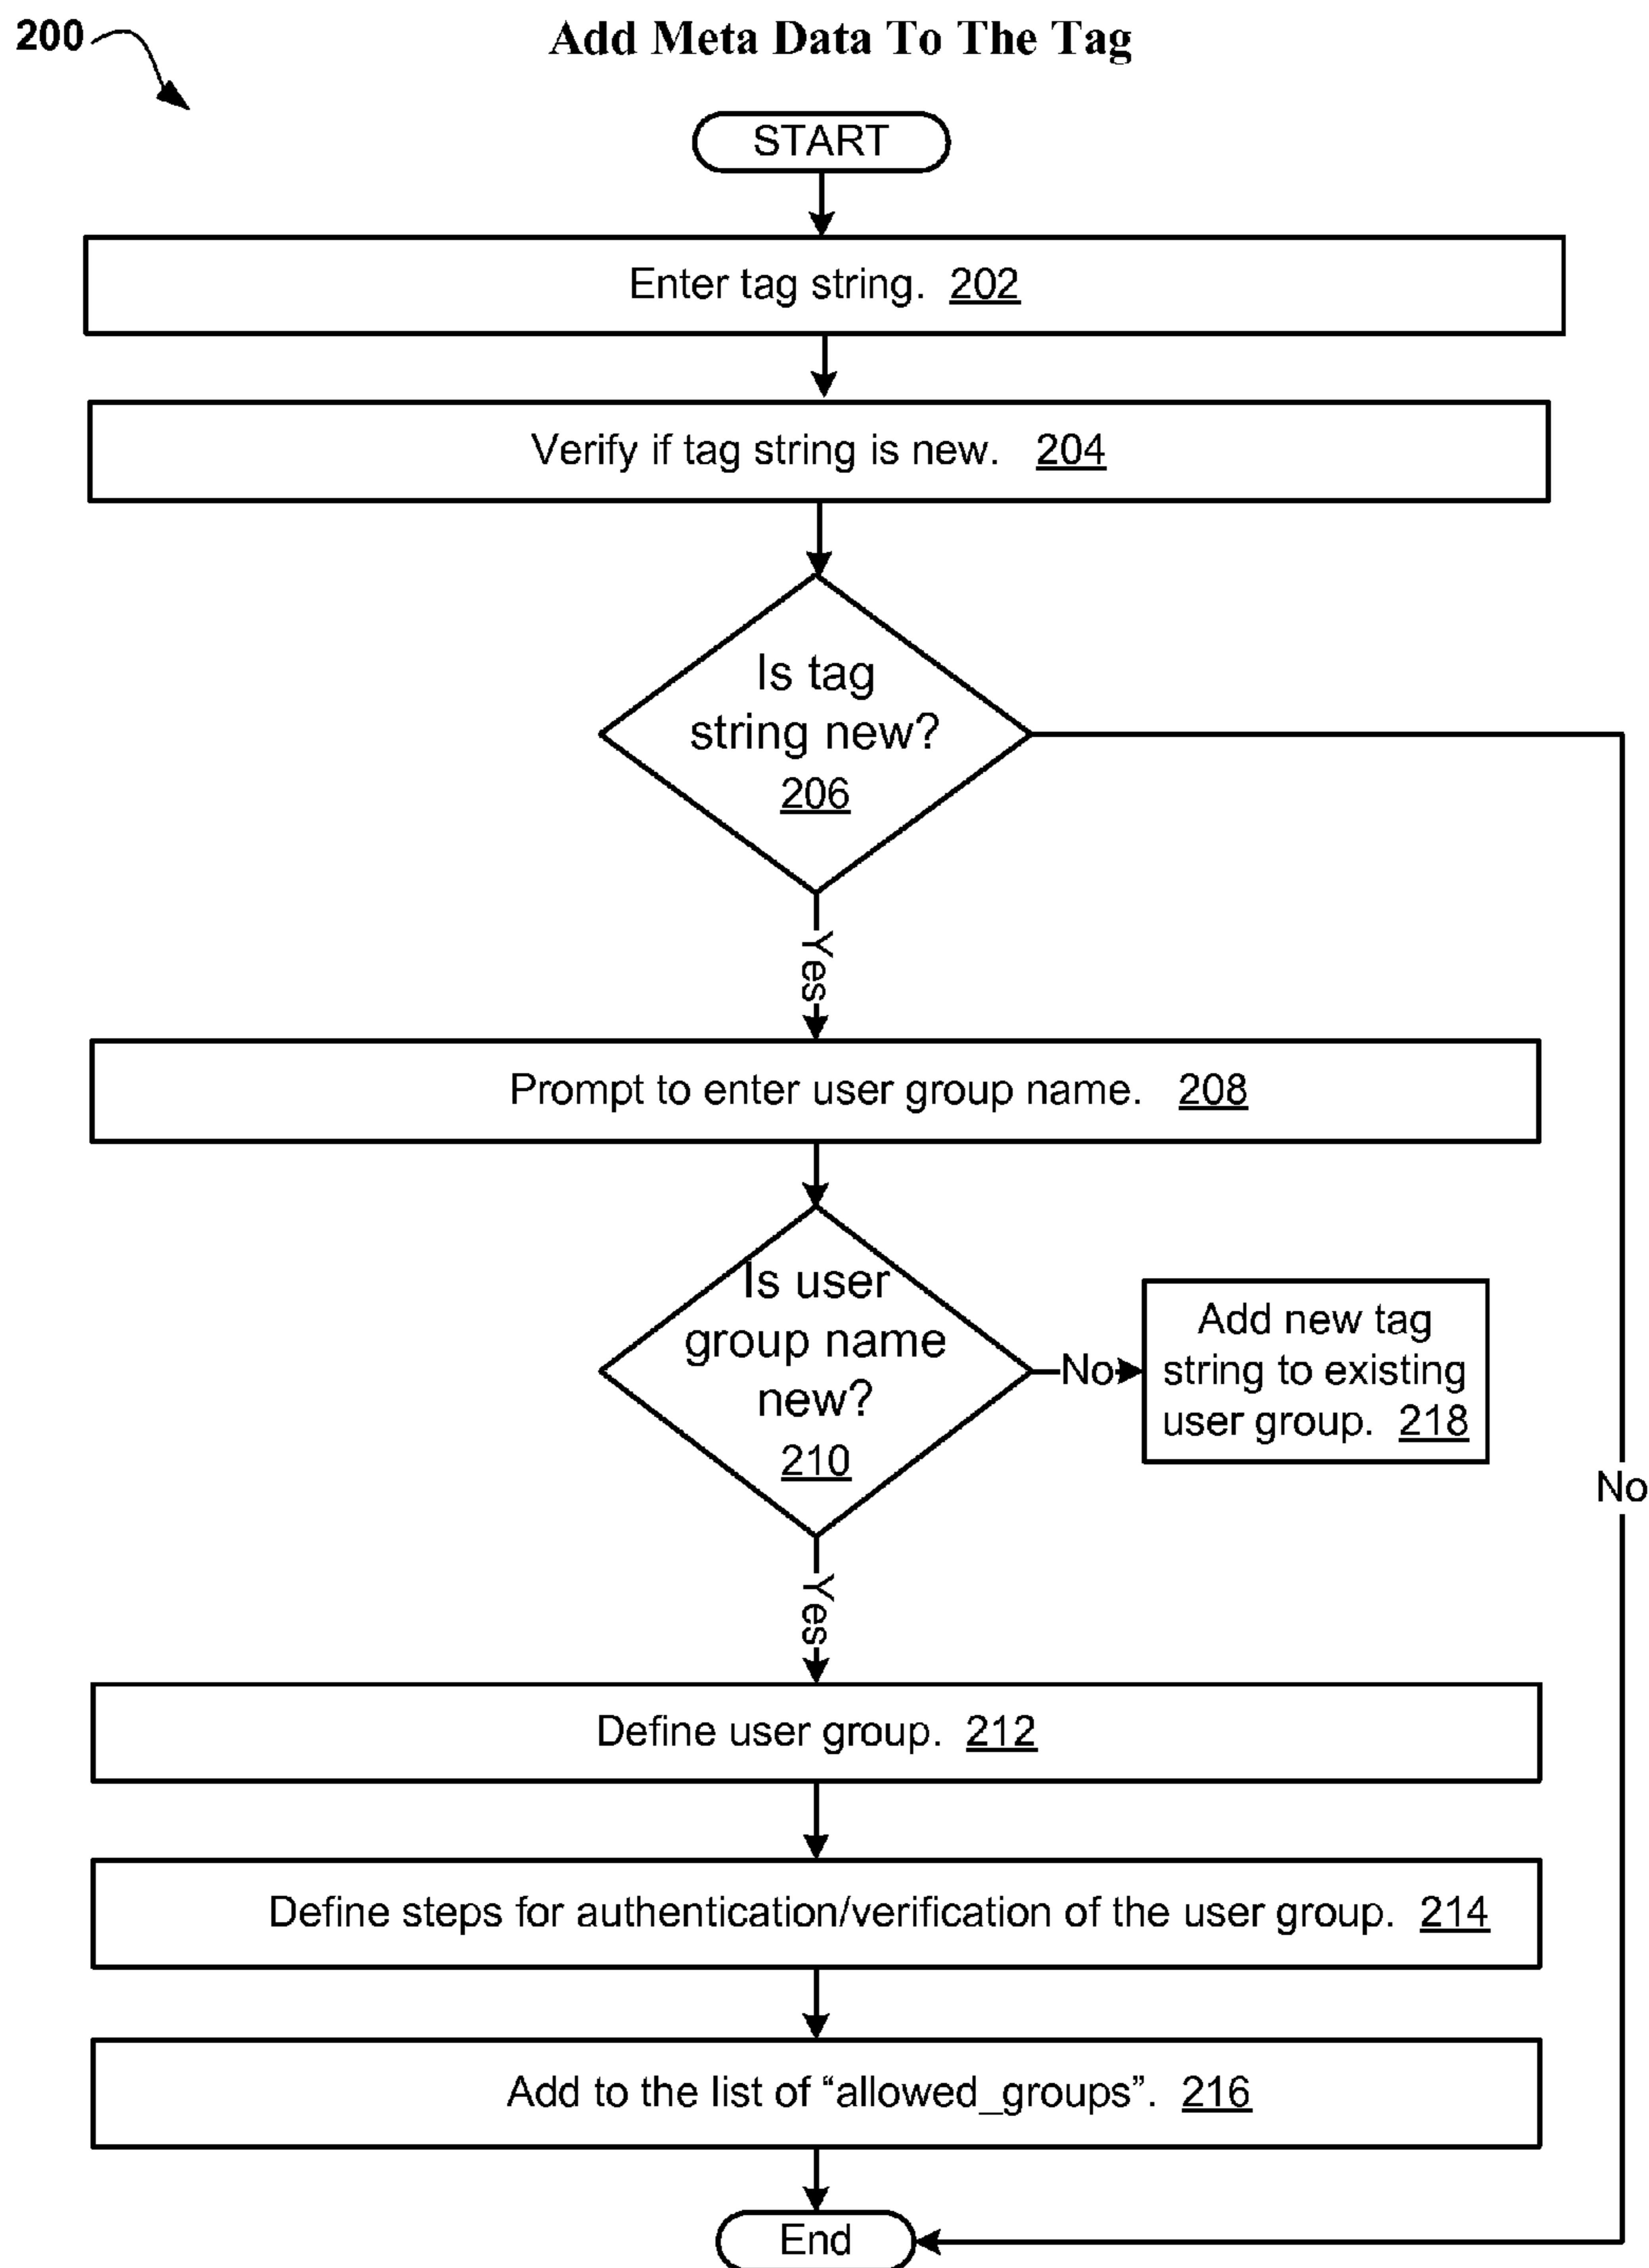 200
Add Meta Data To The Tag
START
Enter tag string. 202
Verify if tag string is new. 204
Is tag
string new?
206
Yes
Prompt to enter user group name. 208
Is user
group name
new?
210
No
Add new tag
string to existing
user group. 218
No
Yes
Define user group. 212
Define steps for authentication/verification of the user group. 214
Add to the list of “allowed_groups”. 216
End